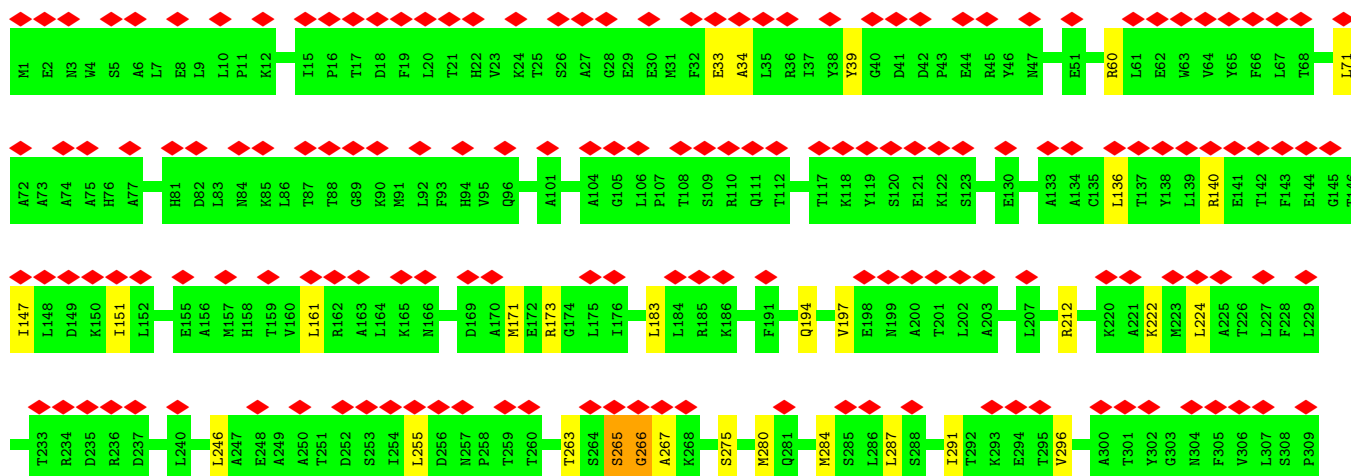 M1 E2 N3 W4 S5 A6 L7 E8 L9 L10 P11 K12 I15 P16 T17 D18 F19 L20 T21 H22 V23 K24 T25 S26 A27 G28 E29 E30 M31 F32 E33 A34 L35 R36 I37 Y38 Y39 G40 D41 D42 P43 E44 R45 Y46 N47 E51 R60 L61 E62 W63 V64 Y65 F66 L67 T68 L71
A72 A73 A74 A75 H76 A77 H81 D82 L83 N84 K85 L86 T87 T88 G89 K90 M91 L92 F93 H94 V95 Q96 A101 A104 G105 L106 P107 T108 S109 R110 Q111 T112 T117 K118 Y119 S120 E121 K122 S123 E130 A133 A134 C135 L136 T137 Y138 L139 R140 E141 T142 F143 E144 G145 T146
I147 L148 D149 K150 I151 L152 E155 A156 M157 H158 T159 V160 L161 R162 A163 L164 K165 N166 D169 A170 M171 E172 R173 G174 L175 I176 L183 L184 R185 K186 F191 Q194 V197 E198 N199 A200 T201 L202 A203 L207 R212 K220 A221 K222 M223 L224 A225 T226 L227 F228 L229
T233 R234 D235 R236 D237 L240 L246 A247 E248 A249 A250 T251 D252 S253 I254 L255 D256 N257 P258 T259 T260 T263 S264 S265 G266 A267 K268 S275 M280 Q281 M284 S285 L286 L287 S288 I291 T292 K293 E294 T295 V296 A300 T301 Y302 G303 N304 F305 V306 L307 B308 P309